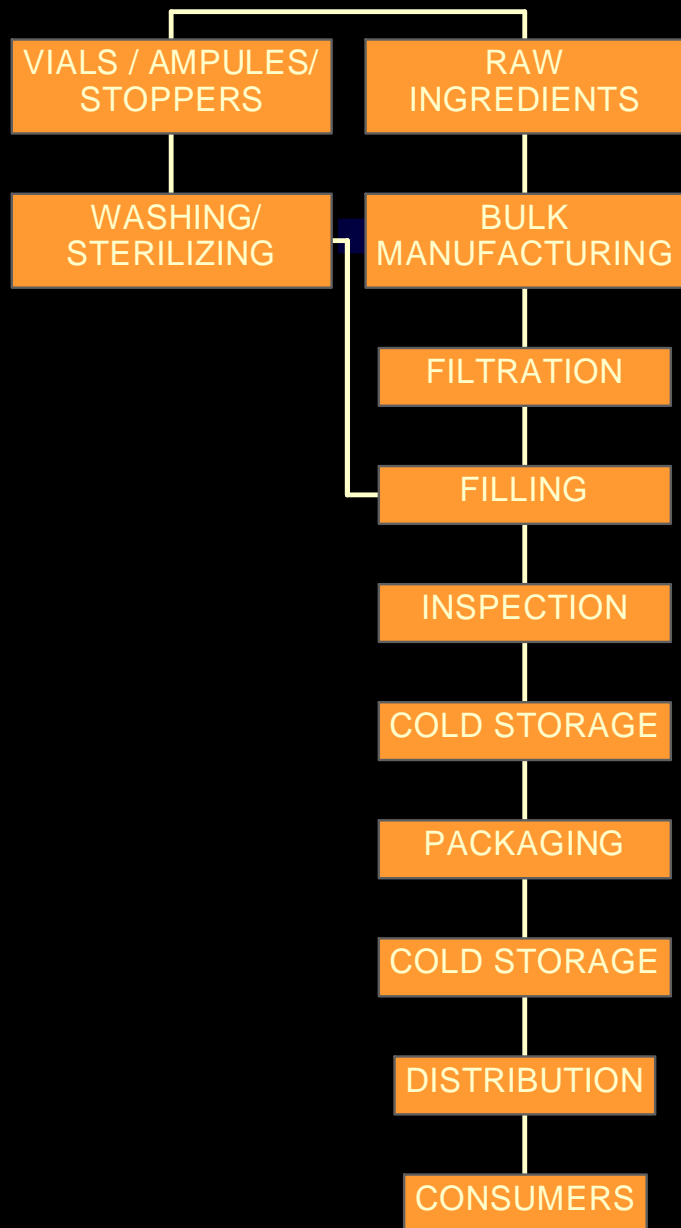 VIALS / AMPULES/
STOPPERS
RAW
INGREDIENTS
WASHING/
STERILIZING
BULK
MANUFACTURING
FILTRATION
FILLING
INSPECTION
COLD STORAGE
PACKAGING
COLD STORAGE
DISTRIBUTION
CONSUMERS